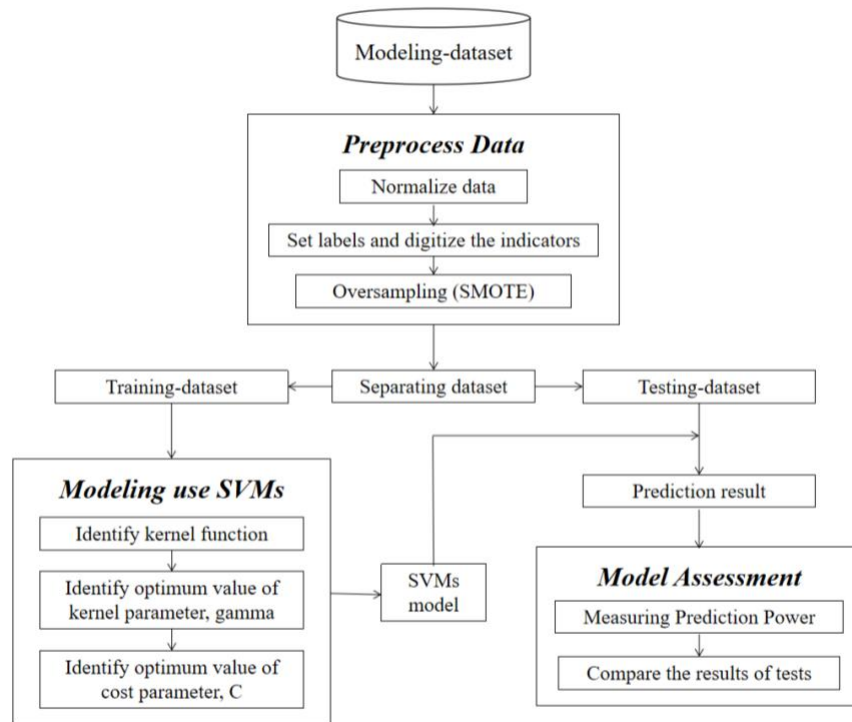 Modeling-dataset
Preprocess Data
Normalize data
Set labels and digitize the indicators
Oversampling (SMOTE)
Training-dataset
Separating dataset
Testing-dataset
Modeling use SVMs
Identify kernel function
Identify optimum value of
kernel parameter, gamma
Identify optimum value of
cost parameter, C
SVMs
model
Prediction result
Model Assessment
Measuring Prediction Power
Compare the results of tests